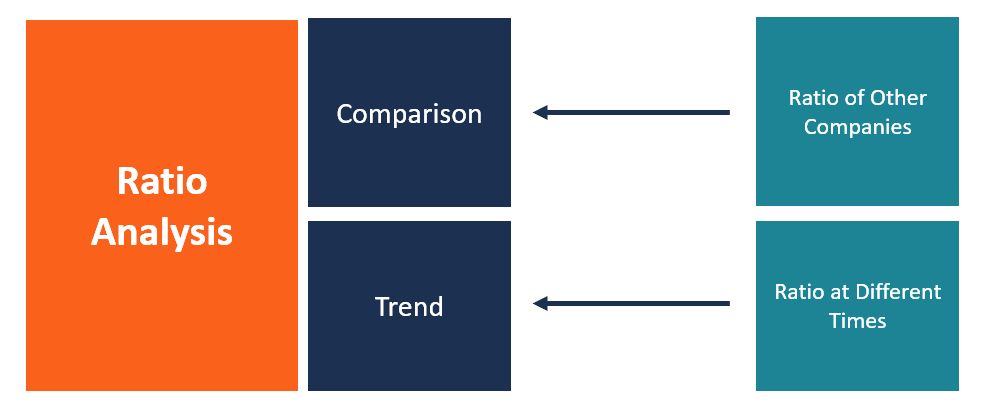 Ratio
Analysis
Comparison
Ratio of Other
Companies
Trend
Ratio at Different
Times